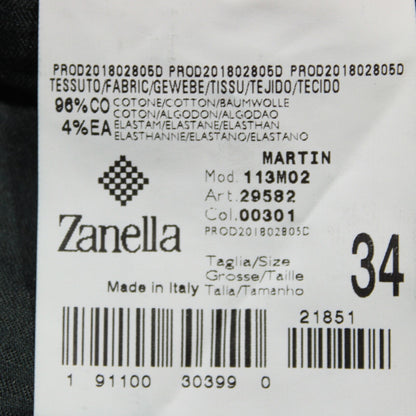 PROD201802805D PROD201802805D PROD201802805D
TESSUTO/FABRIC/GEWEBE/TISSU/TEJIDO/TECIDO
96%CO COTONE/COTTON/BAUMWOLLE
COTON/ALGODON/ALGODAO
4%EA ELASTAM/ELASTANE/ELASTHAN
ELASTHANNE/ELASTANO/ELASTANO
MARTIN
Mod. 113M02
Art. 29582
Col. 00301
PROD201802805D
Zanella
Made in Italy
Taglia/Size
Grosse/Taille
Talla/Tamanho
34
21851
1 91100 30399 0